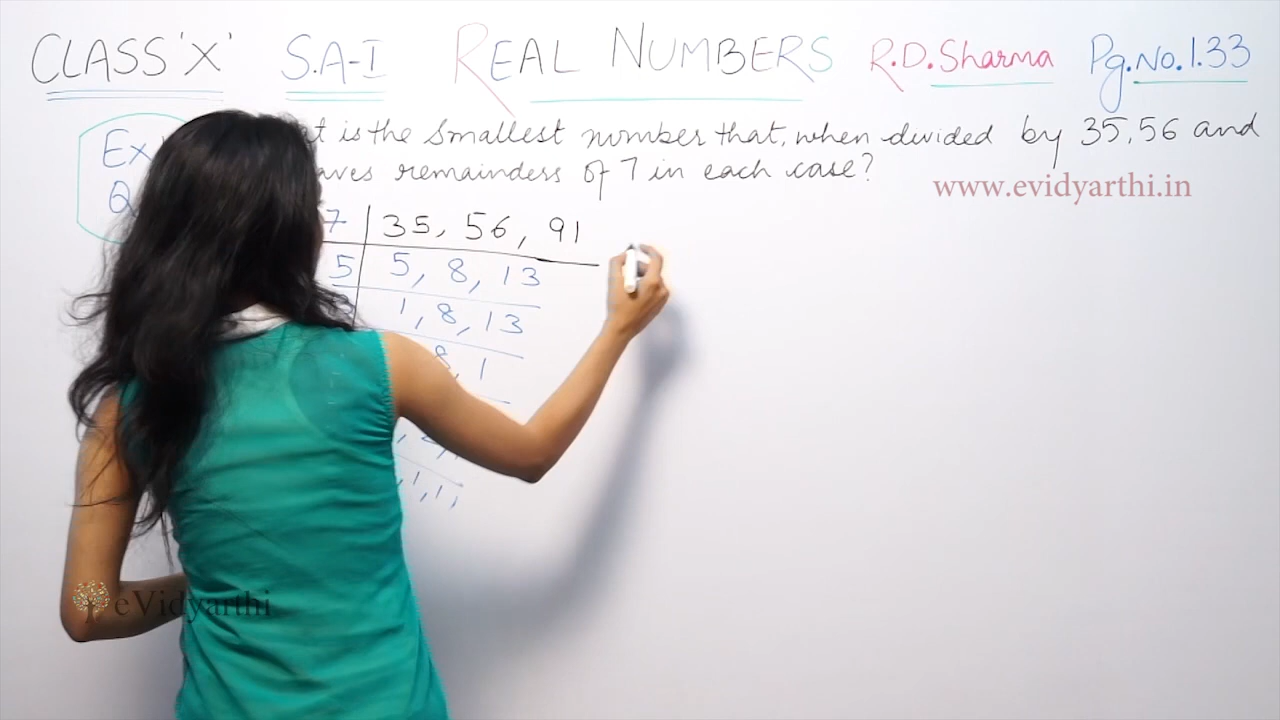 CLASS 'X' S.A-I REAL NUMBERS R.D.Sharma Pg.No.1.33
Ex
Q
is the smallest number that, when divided by 35,56 and
remainders of 7 in each case?
www.evidyarthi.in
7 35, 56, 91
5 5, 8, 13
1, 8, 13
8, 1
1, 1,
eVidyarthi